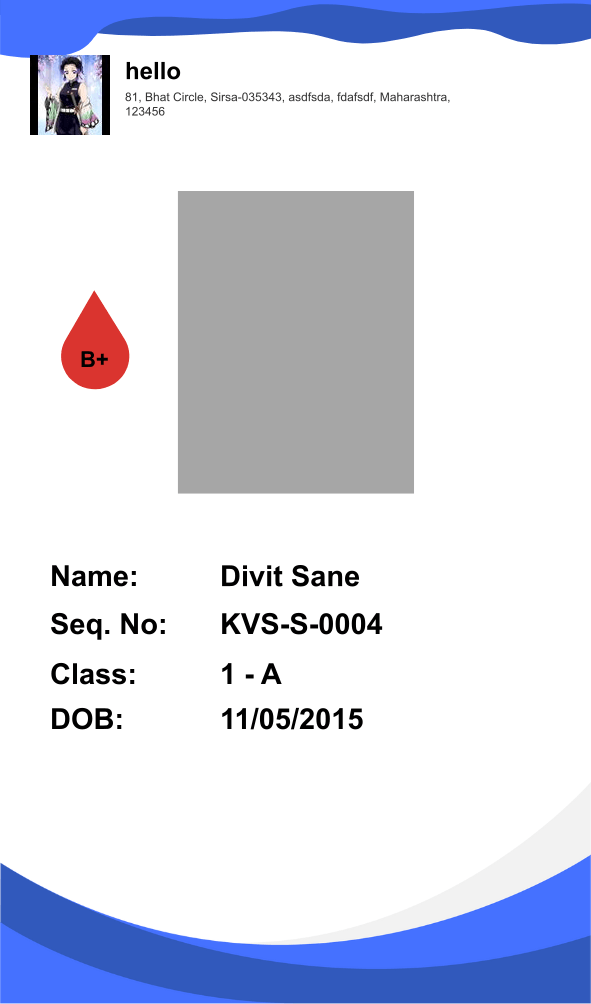 hello
81, Bhat Circle, Sirsa-035343, asdfsda, fdafsdf, Maharashtra,
123456
B+
Name: Divit Sane
Seq. No: KVS-S-0004
Class: 1 - A
DOB: 11/05/2015